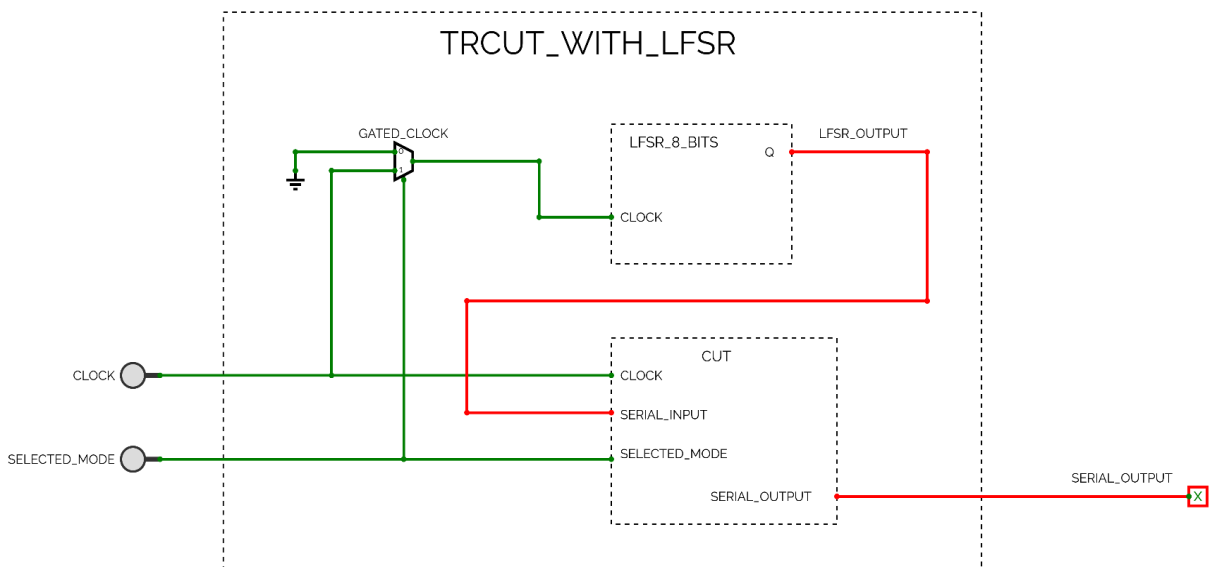 TRCUT_WITH_LFSR
GATED_CLOCK
0
1
LFSR_8_BITS
Q
LFSR_OUTPUT
CLOCK
CUT
CLOCK
CLOCK
SERIAL_INPUT
SELECTED_MODE
SELECTED_MODE
SERIAL_OUTPUT
SERIAL_OUTPUT
X